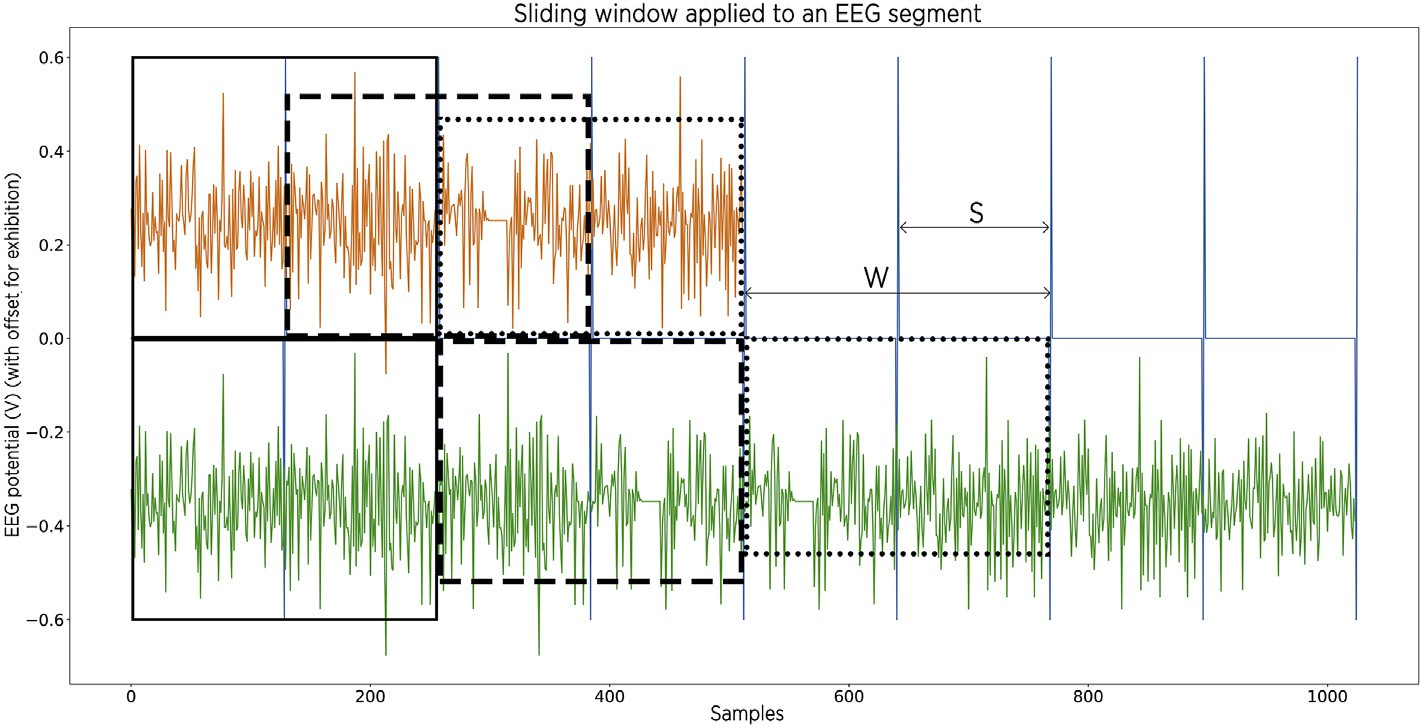 Sliding window applied to an EEG segment
EEG potential (V) (with offset for exhibition)
0.6
0.4
0.2
0.0
−0.2
−0.4
−0.6
S
W
0 200 400 600 800 1000
Samples